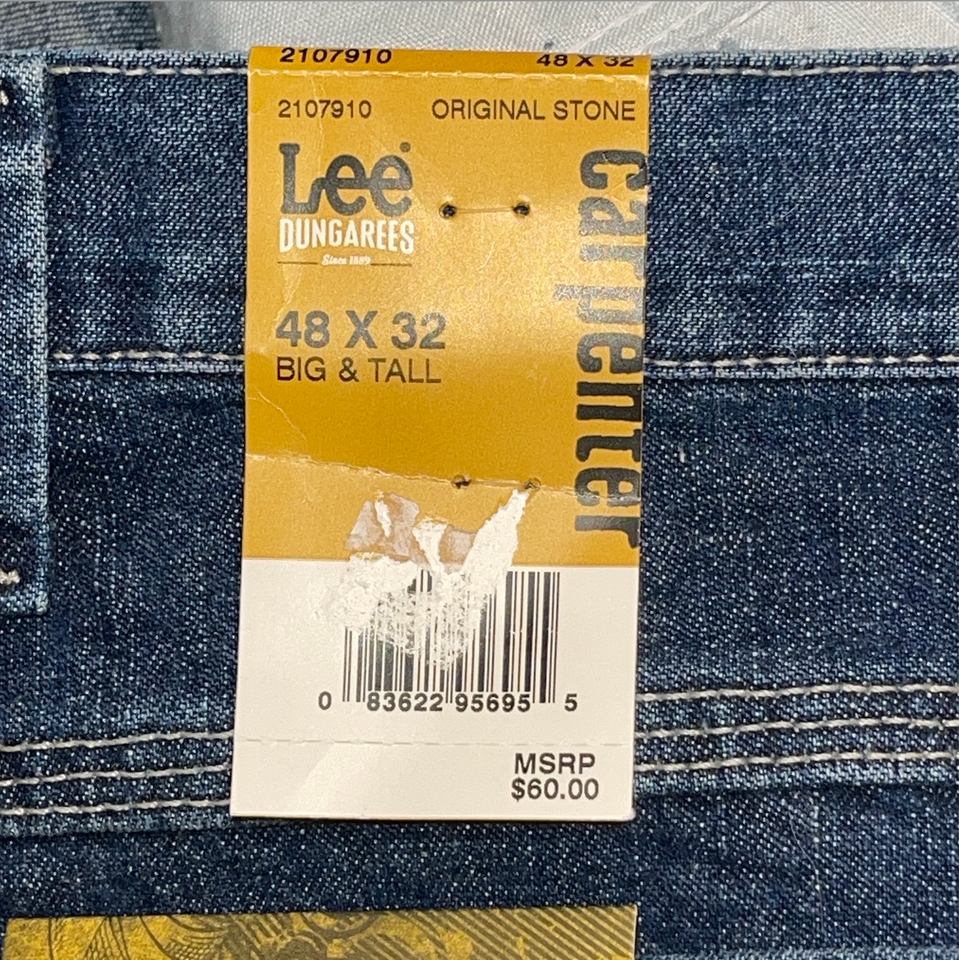 2107910 48 X 32
2107910 ORIGINAL STONE
Lee®
DUNGAREES
Since 1889
carpenter
48 X 32
BIG & TALL
0 83622 95695 5
MSRP
$60.00